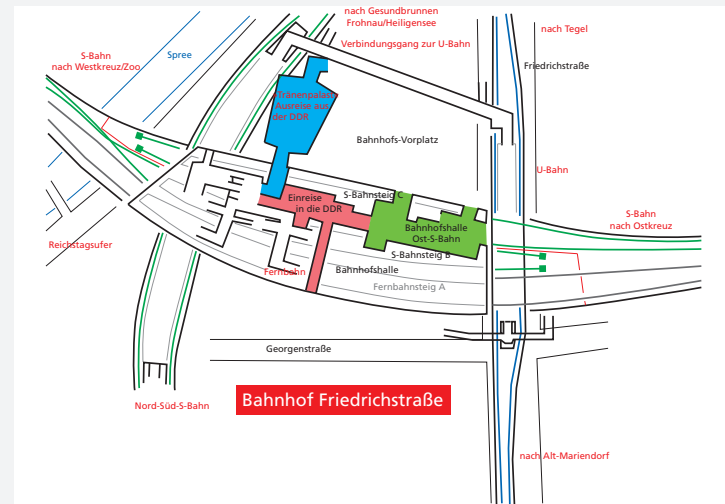 nach Gesundbrunnen
Frohnau/Heiligensee
nach Tegel
Verbindungsgang zur U-Bahn
S-Bahn
nach Westkreuz/Zoo
Spree
Friedrichstraße
Tränenpalast
Ausreise aus
der DDR
Bahnhofs-Vorplatz
U-Bahn
S-Bahnsteig C
Einreise
in die DDR
S-Bahn
nach Ostkreuz
Bahnhofshalle
Ost-S-Bahn
Reichstagsufer
S-Bahnsteig B
Fernbahn
Bahnhofshalle
Fernbahnsteig A
Georgenstraße
Bahnhof Friedrichstraße
Nord-Süd-S-Bahn
nach Alt-Mariendorf